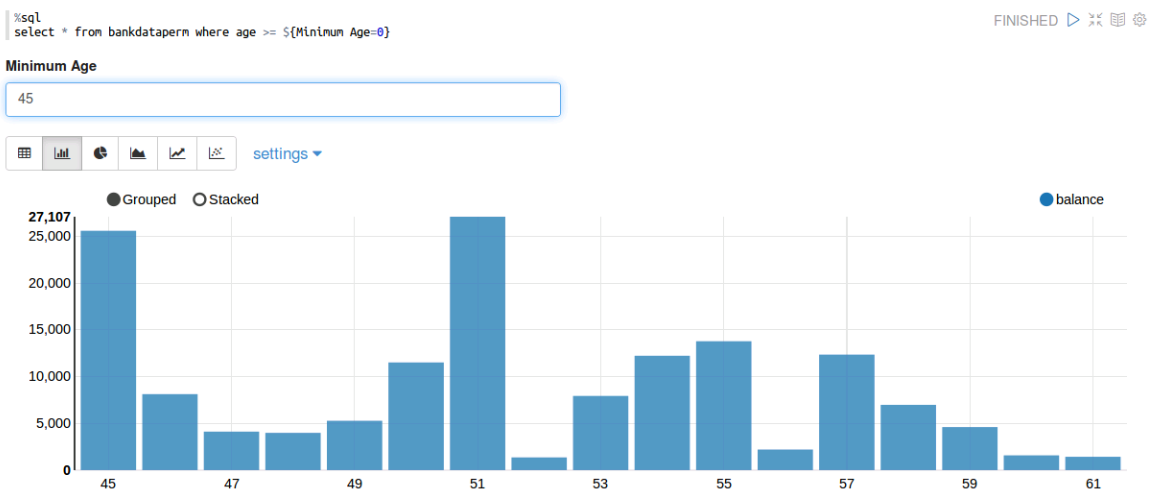 %sql
FINISHED
select * from bankdataperm where age >= ${Minimum Age=0}
Minimum Age
45
settings
Grouped Stacked balance
27,107
25,000
20,000
15,000
10,000
5,000
0
45 47 49 51 53 55 57 59 61